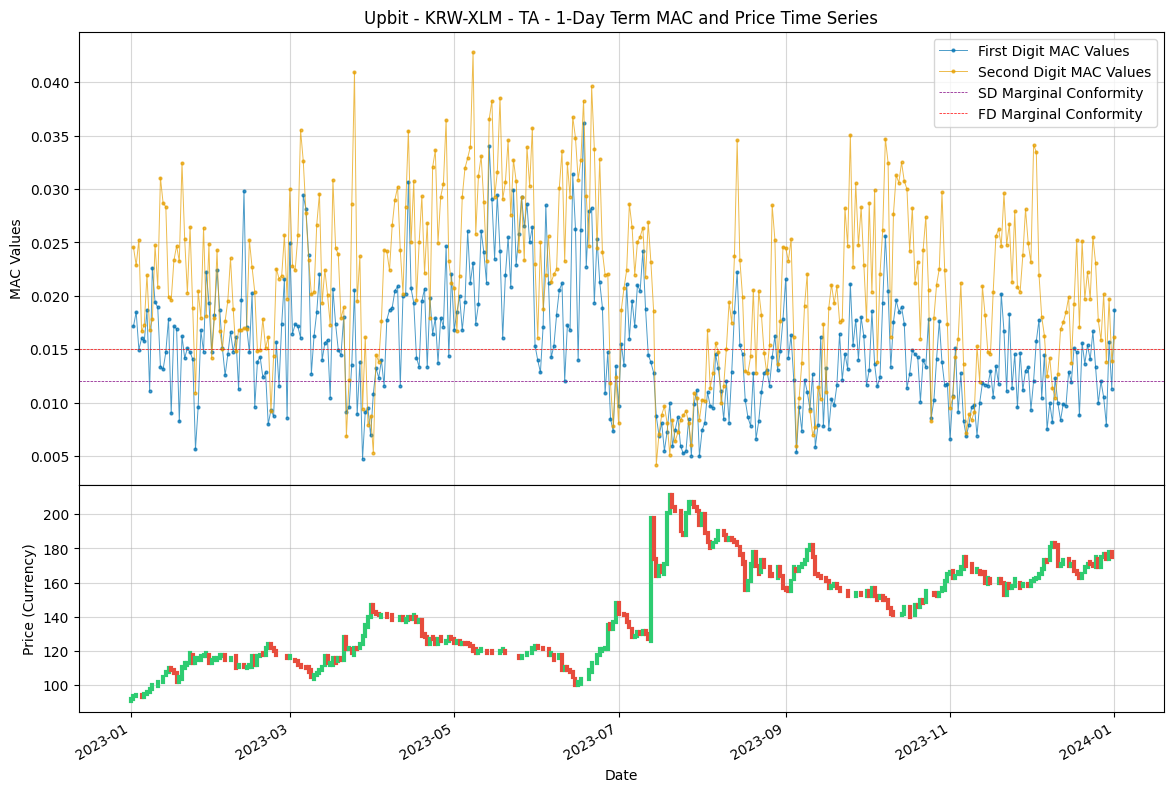 Upbit - KRW-XLM - TA - 1-Day Term MAC and Price Time Series
First Digit MAC Values
Second Digit MAC Values
SD Marginal Conformity
FD Marginal Conformity
MAC Values
0.040
0.035
0.030
0.025
0.020
0.015
0.010
0.005
Price (Currency)
200
180
160
140
120
100
2023-01
2023-03
2023-05
2023-07
2023-09
2023-11
2024-01
Date